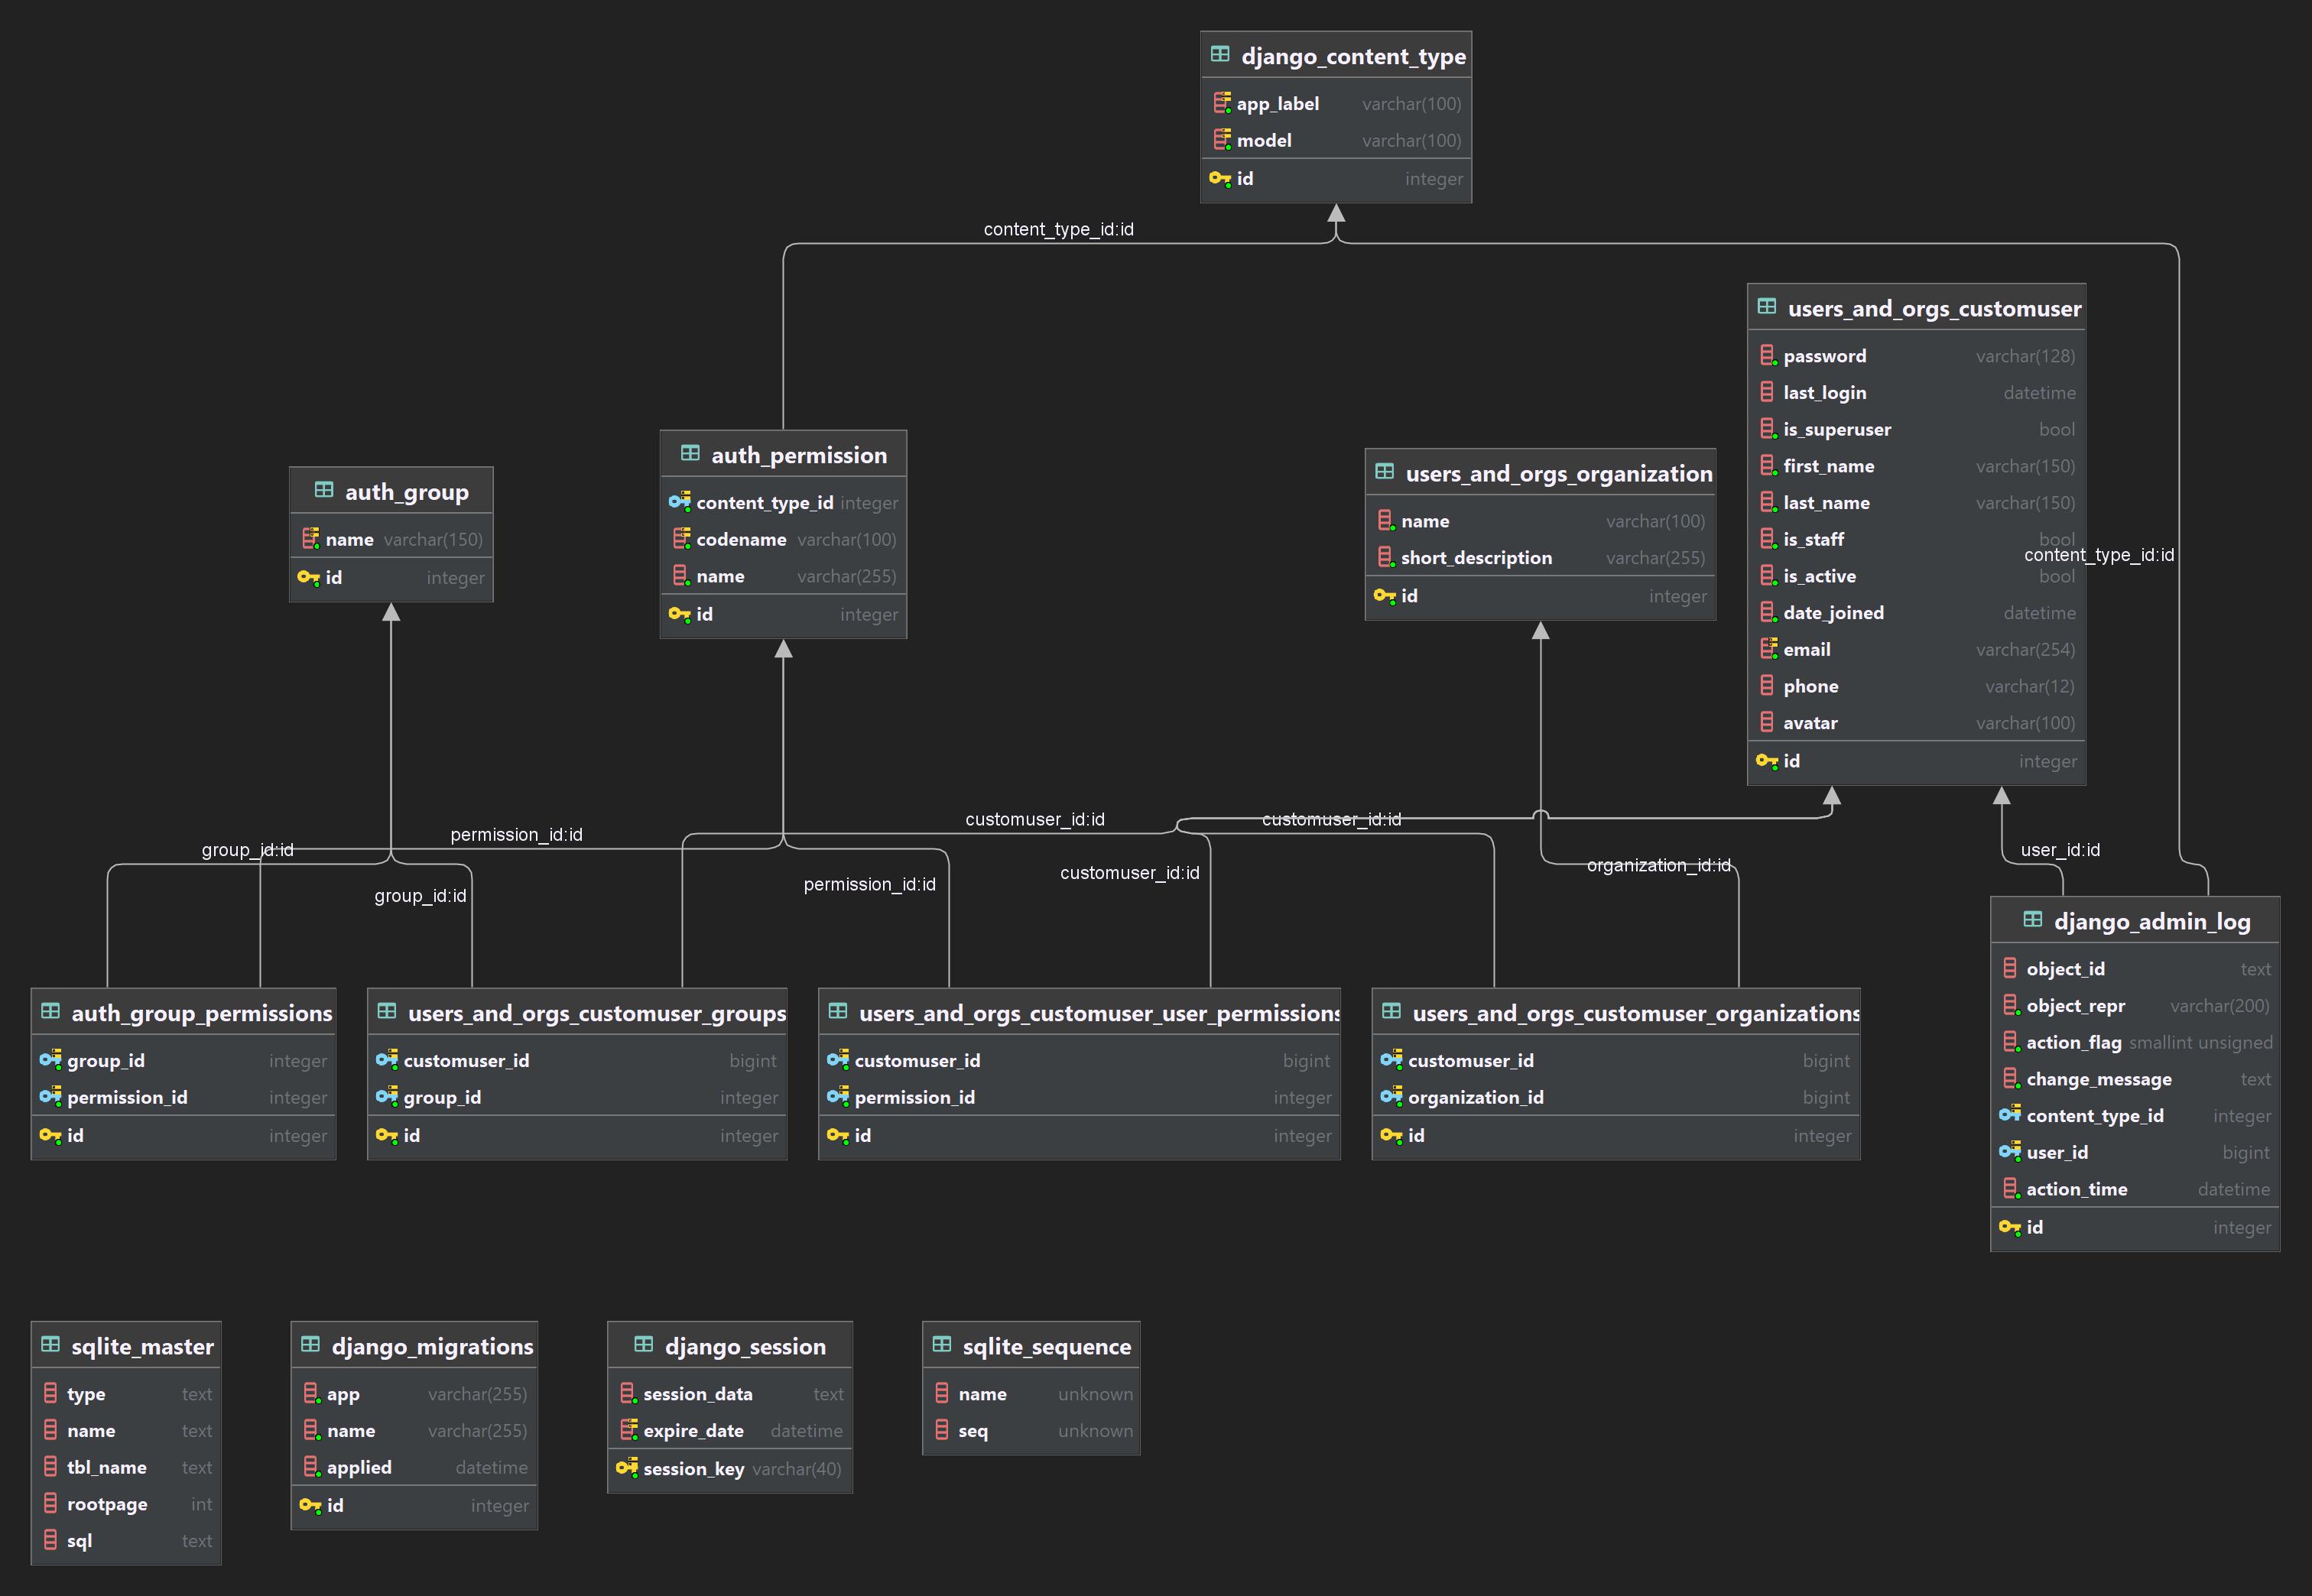 django_content_type
app_label varchar(100)
model varchar(100)
id integer
content_type_id:id
users_and_orgs_customuser
password varchar(128)
last_login datetime
is_superuser bool
first_name varchar(150)
last_name varchar(150)
is_staff bool
content_type_id:id
is_active bool
date_joined datetime
email varchar(254)
phone varchar(12)
avatar varchar(100)
id integer
auth_permission
content_type_id integer
codename varchar(100)
name varchar(255)
id integer
users_and_orgs_organization
name varchar(100)
short_description varchar(255)
id integer
auth_group
name varchar(150)
id integer
customuser_id:id
customuser_id:id
permission_id:id
group_id:id
user_id:id
organization_id:id
customuser_id:id
permission_id:id
group_id:id
django_admin_log
object_id text
object_repr varchar(200)
action_flag smallint unsigned
change_message text
content_type_id integer
user_id bigint
action_time datetime
id integer
auth_group_permissions
group_id integer
permission_id integer
id integer
users_and_orgs_customuser_groups
customuser_id bigint
group_id integer
id integer
users_and_orgs_customuser_user_permissions
customuser_id bigint
permission_id integer
id integer
users_and_orgs_customuser_organizations
customuser_id bigint
organization_id bigint
id integer
sqlite_master
type text
name text
tbl_name text
rootpage int
sql text
django_migrations
app varchar(255)
name varchar(255)
applied datetime
id integer
django_session
session_data text
expire_date datetime
session_key varchar(40)
sqlite_sequence
name unknown
seq unknown